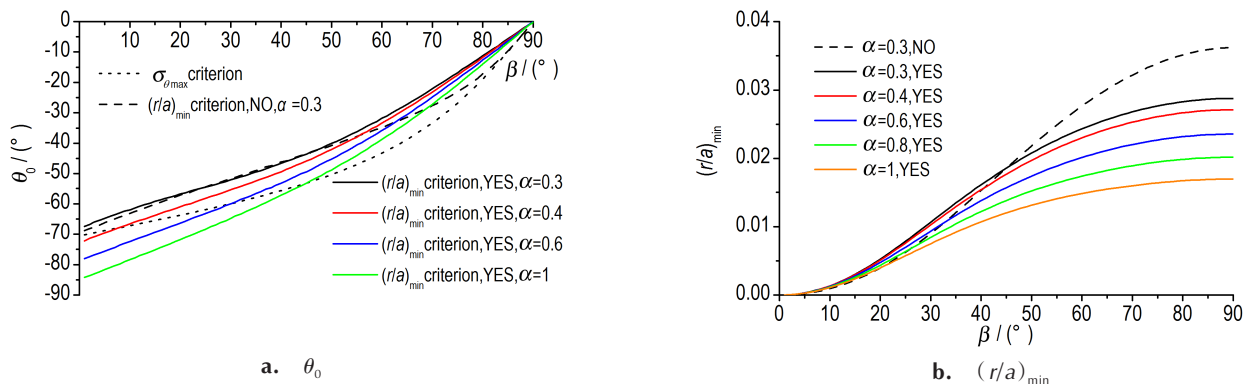 a.
0 10 20 30 40 50 60 70 80 90
-10
-20
-30
-40
-50
-60
-70
-80
-90
θ₀ / (°)
β / (°)
σθmax criterion
(r/a)min criterion,NO,α=0.3
(r/a)min criterion,YES,α=0.3
(r/a)min criterion,YES,α=0.4
(r/a)min criterion,YES,α=0.6
(r/a)min criterion,YES,α=1
a. θ₀
0.04
0.03
0.02
0.01
0.00
(r/a)min
α=0.3,NO
α=0.3,YES
α=0.4,YES
α=0.6,YES
α=0.8,YES
α=1,YES
0 10 20 30 40 50 60 70 80 90
β / (°)
b. (r/a)min